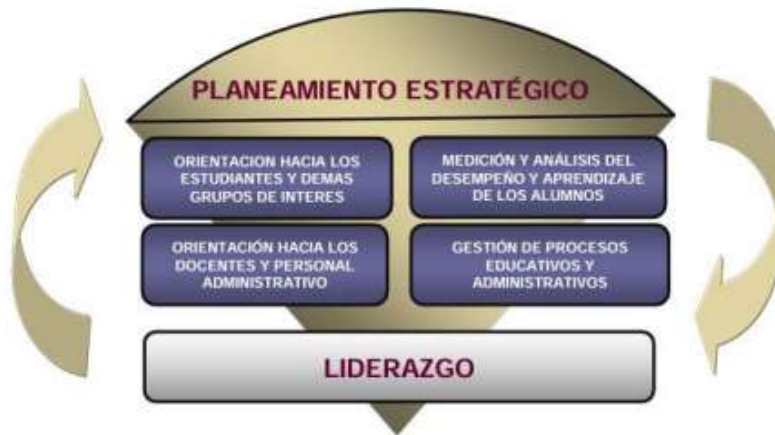 PLANEAMIENTO ESTRATÉGICO
ORIENTACION HACIA LOS
ESTUDIANTES Y DEMAS
GRUPOS DE INTERES
MEDICIÓN Y ANÁLISIS DEL
DESEMPEÑO Y APRENDIZAJE
DE LOS ALUMNOS
ORIENTACIÓN HACIA LOS
DOCENTES Y PERSONAL
ADMINISTRATIVO
GESTIÓN DE PROCESOS
EDUCATIVOS Y
ADMINISTRATIVOS
LIDERAZGO